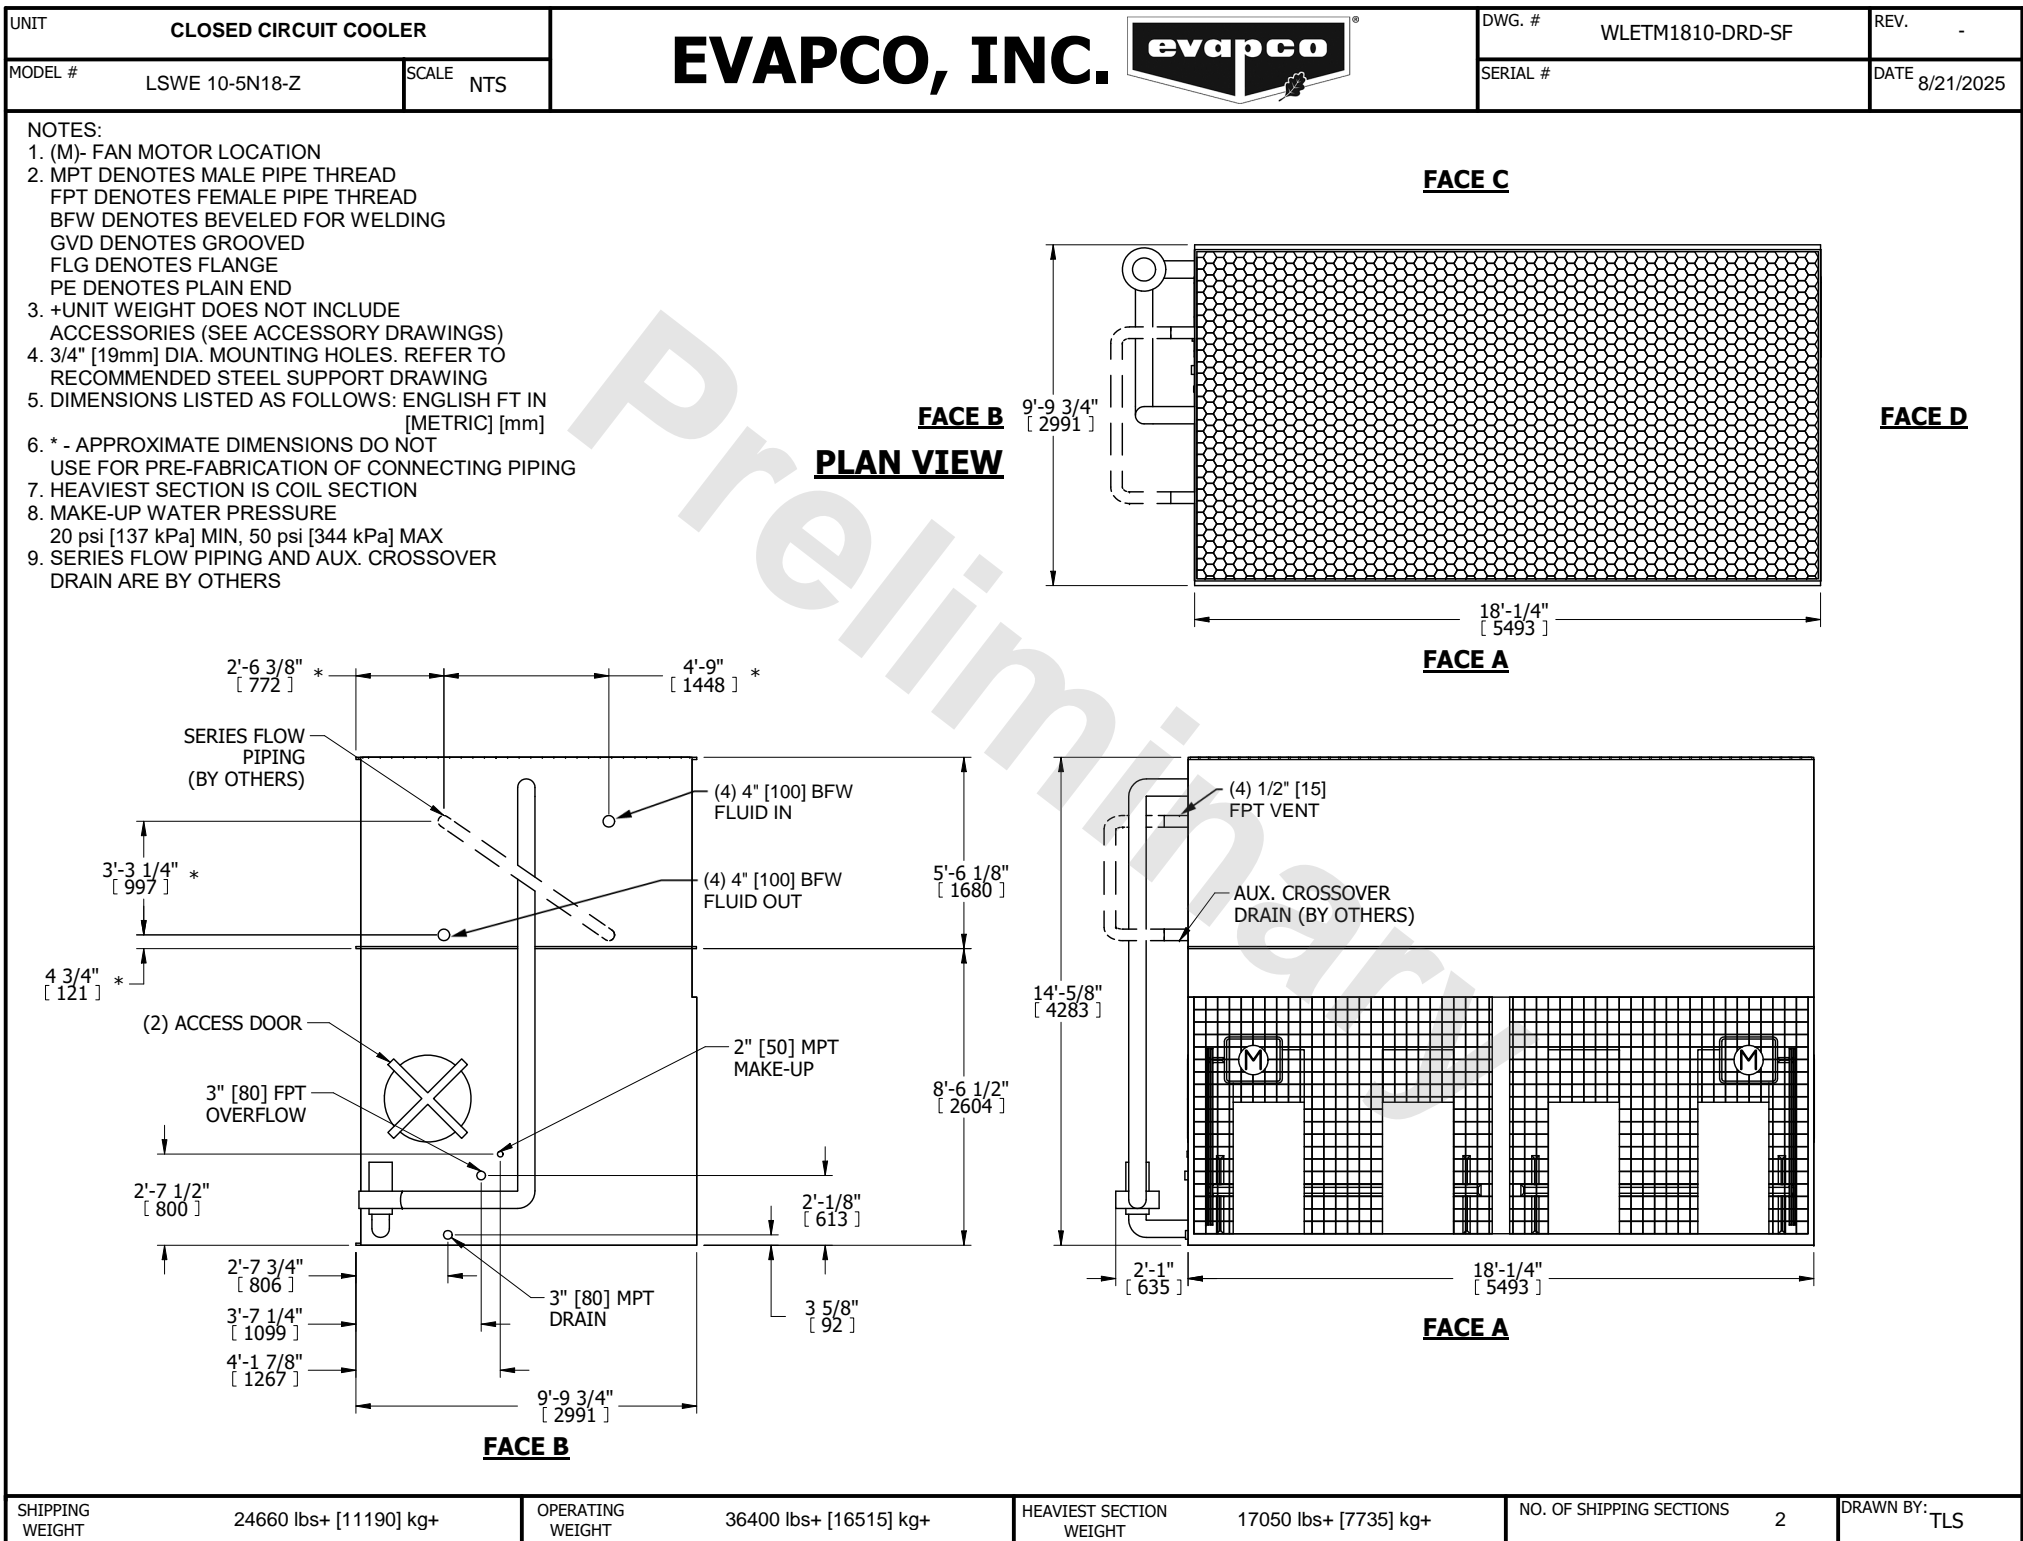 UNIT
CLOSED CIRCUIT COOLER
MODEL #
LSWE 10-5N18-Z
SCALE
NTS
EVAPCO, INC.
evapco
®
DWG. #
WLETM1810-DRD-SF
REV.
-
SERIAL #
DATE
8/21/2025
NOTES:
1. (M)- FAN MOTOR LOCATION
2. MPT DENOTES MALE PIPE THREAD
FPT DENOTES FEMALE PIPE THREAD
BFW DENOTES BEVELED FOR WELDING
GVD DENOTES GROOVED
FLG DENOTES FLANGE
PE DENOTES PLAIN END
3. +UNIT WEIGHT DOES NOT INCLUDE
ACCESSORIES (SEE ACCESSORY DRAWINGS)
4. 3/4" [19mm] DIA. MOUNTING HOLES. REFER TO
RECOMMENDED STEEL SUPPORT DRAWING
5. DIMENSIONS LISTED AS FOLLOWS: ENGLISH FT IN
[METRIC] [mm]
6. * - APPROXIMATE DIMENSIONS DO NOT
USE FOR PRE-FABRICATION OF CONNECTING PIPING
7. HEAVIEST SECTION IS COIL SECTION
8. MAKE-UP WATER PRESSURE
20 psi [137 kPa] MIN, 50 psi [344 kPa] MAX
9. SERIES FLOW PIPING AND AUX. CROSSOVER
DRAIN ARE BY OTHERS
Preliminary
FACE C
FACE B
PLAN VIEW
9'-9 3/4"
[ 2991 ]
FACE D
18'-1/4"
[ 5493 ]
FACE A
2'-6 3/8" *
[ 772 ]
4'-9" *
[ 1448 ]
SERIES FLOW
PIPING
(BY OTHERS)
(4) 4" [100] BFW
FLUID IN
3'-3 1/4" *
[ 997 ]
(4) 4" [100] BFW
FLUID OUT
5'-6 1/8"
[ 1680 ]
4 3/4" *
[ 121 ]
(2) ACCESS DOOR
2" [50] MPT
MAKE-UP
3" [80] FPT
OVERFLOW
8'-6 1/2"
[ 2604 ]
2'-7 1/2"
[ 800 ]
2'-1/8"
[ 613 ]
2'-7 3/4"
[ 806 ]
3" [80] MPT
DRAIN
3 5/8"
[ 92 ]
3'-7 1/4"
[ 1099 ]
4'-1 7/8"
[ 1267 ]
9'-9 3/4"
[ 2991 ]
FACE B
(4) 1/2" [15]
FPT VENT
AUX. CROSSOVER
DRAIN (BY OTHERS)
14'-5/8"
[ 4283 ]
M
M
2'-1"
[ 635 ]
18'-1/4"
[ 5493 ]
FACE A
SHIPPING
WEIGHT
24660 lbs+ [11190] kg+
OPERATING
WEIGHT
36400 lbs+ [16515] kg+
HEAVIEST SECTION
WEIGHT
17050 lbs+ [7735] kg+
NO. OF SHIPPING SECTIONS
2
DRAWN BY:
TLS